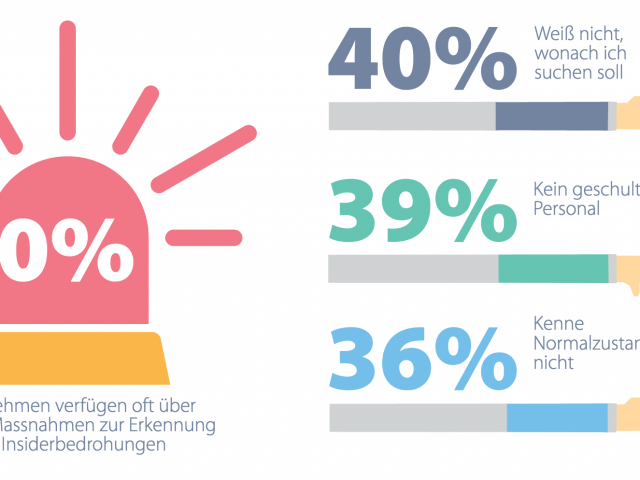 0%
ehmen verfügen oft über
Massnahmen zur Erkennung
Insiderbedrohungen
40%
Weiß nicht,
wonach ich
suchen soll
39%
Kein geschult
Personal
36%
Kenne
Normalzustan
nicht